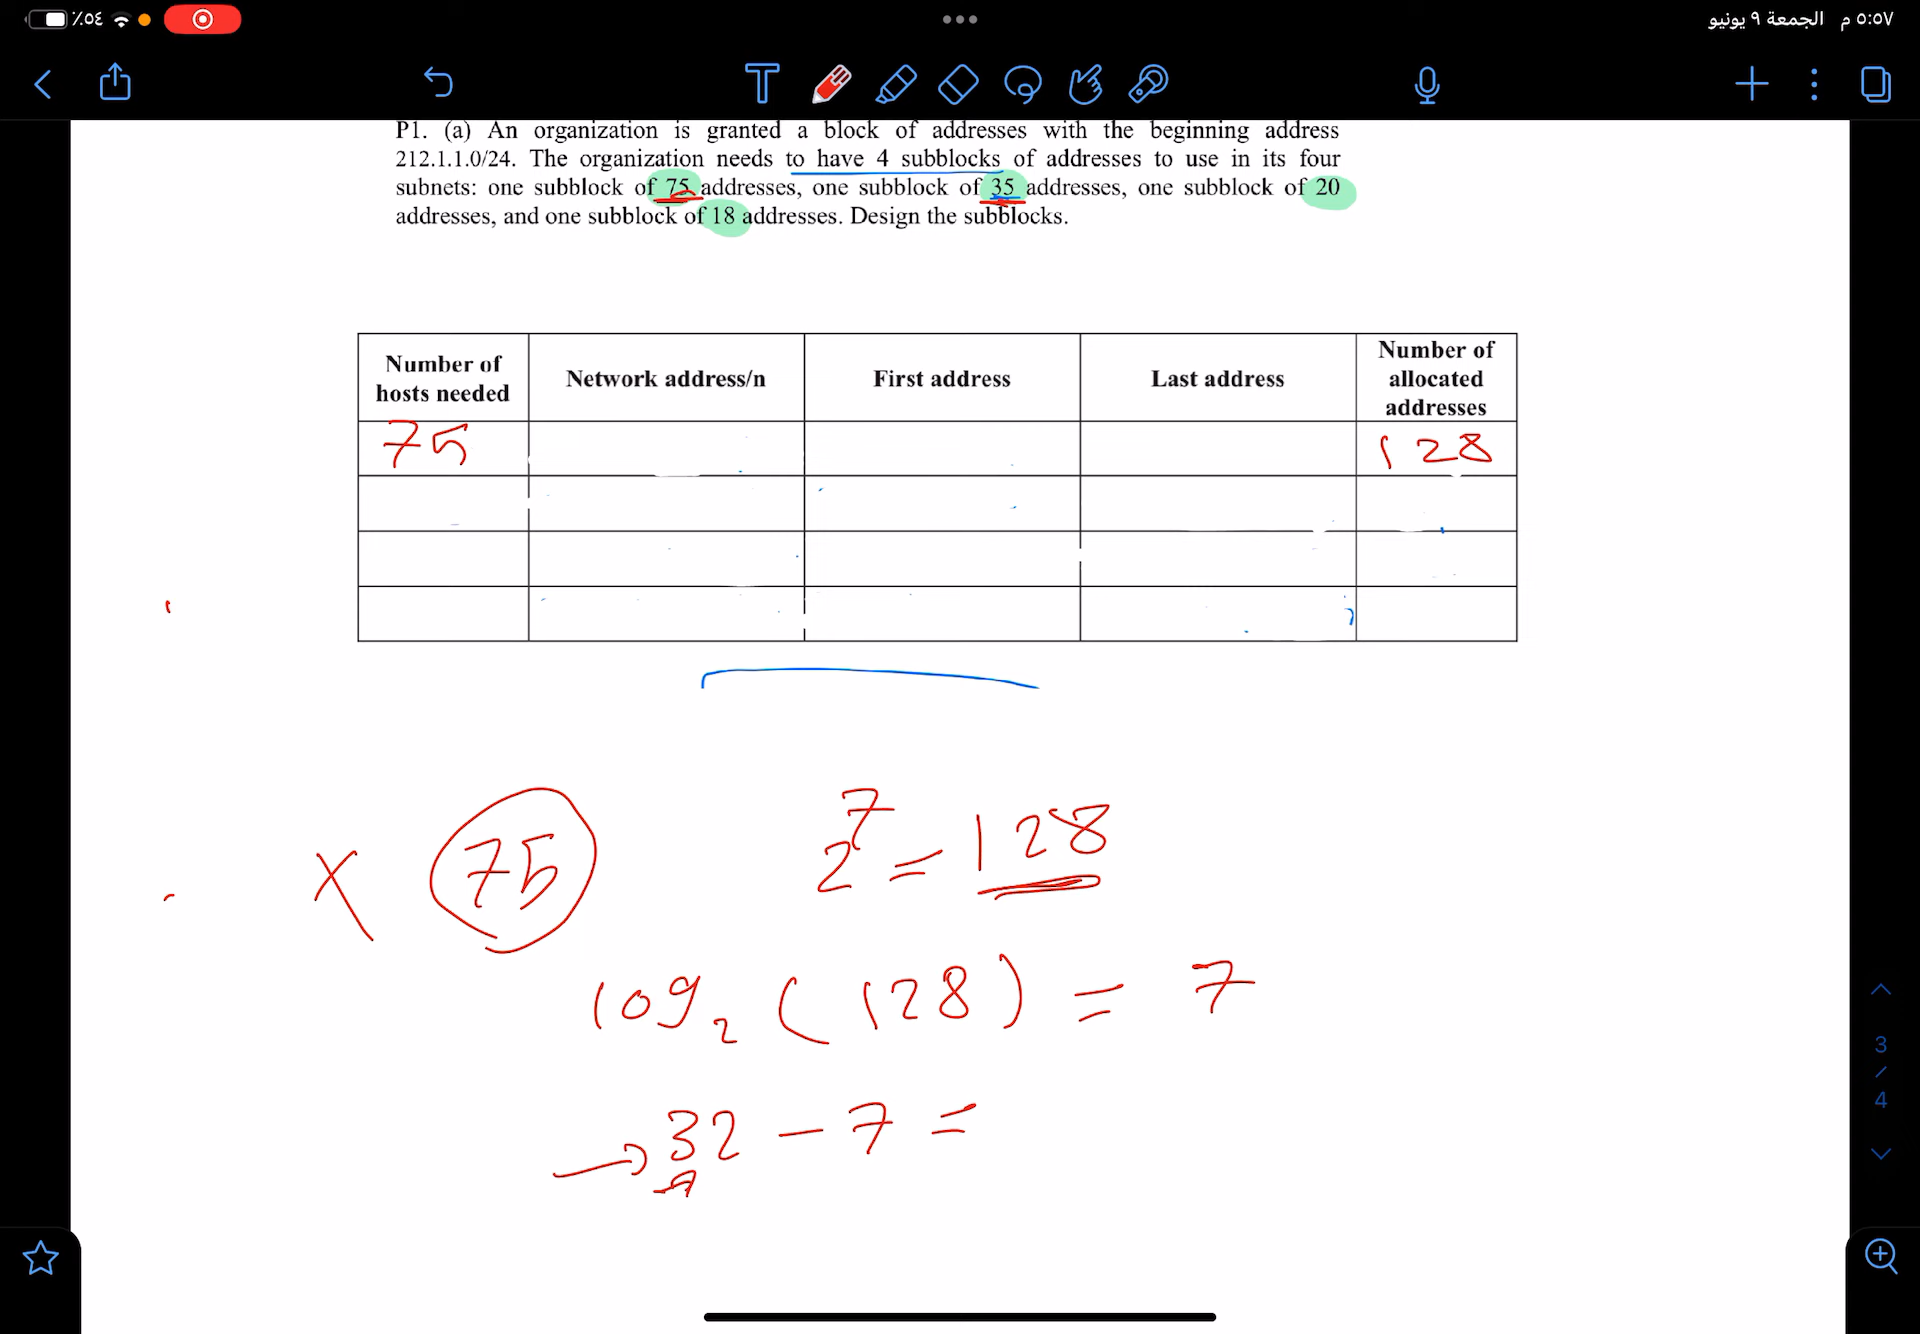 ٪٥٤
٥:٥٧ م الجمعة ٩ يونيو
P1. (a) An organization is granted a block of addresses with the beginning address
212.1.1.0/24. The organization needs to have 4 subblocks of addresses to use in its four
subnets: one subblock of 75 addresses, one subblock of 35 addresses, one subblock of 20
addresses, and one subblock of 18 addresses. Design the subblocks.
Number of hosts needed Network address/n First address Last address Number of allocated addresses
75 128
X 75 2^7 = 128
log₂ (128) = 7
→ 32 - 7 =
3
/
4